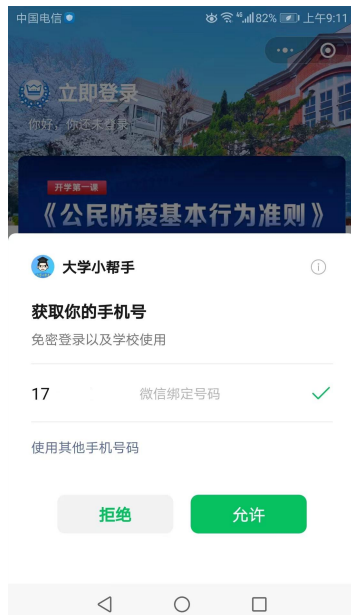 中国电信 4G 82% 上午9:11
立即登录
你好，你还未登录
开学第一课
《公民防疫基本行为准则》
大学小帮手
获取你的手机号
免密登录以及学校使用
17 微信绑定号码
使用其他手机号码
拒绝 允许